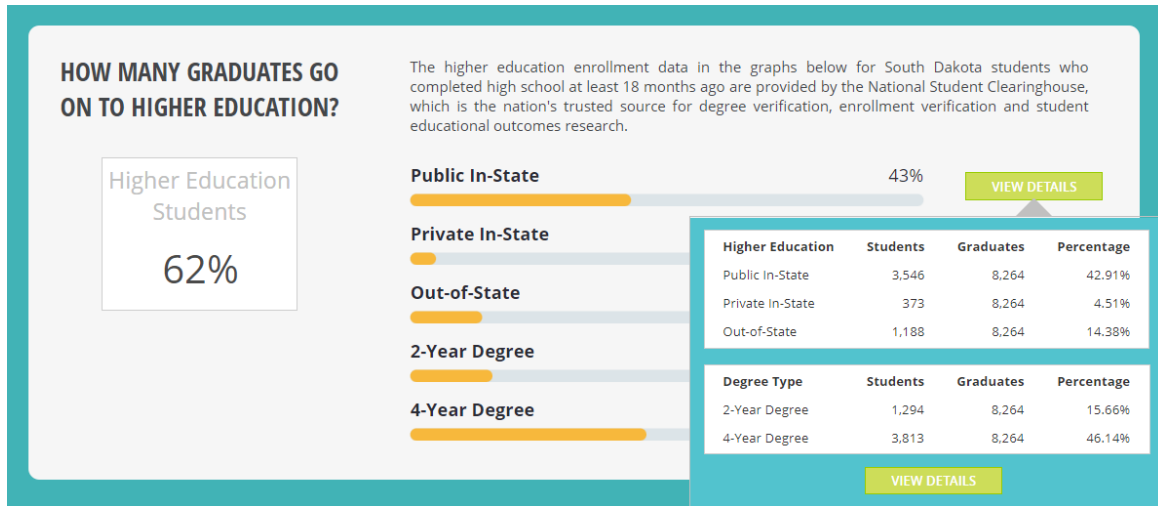 HOW MANY GRADUATES GO
ON TO HIGHER EDUCATION?
Higher Education
Students
62%
The higher education enrollment data in the graphs below for South Dakota students who
completed high school at least 18 months ago are provided by the National Student Clearinghouse,
which is the nation's trusted source for degree verification, enrollment verification and student
educational outcomes research.
Public In-State 43%
VIEW DETAILS
Private In-State
Out-of-State
2-Year Degree
4-Year Degree
Higher Education Students Graduates Percentage
Public In-State 3,546 8,264 42.91%
Private In-State 373 8,264 4.51%
Out-of-State 1,188 8,264 14.38%
Degree Type Students Graduates Percentage
2-Year Degree 1,294 8,264 15.66%
4-Year Degree 3,813 8,264 46.14%
VIEW DETAILS